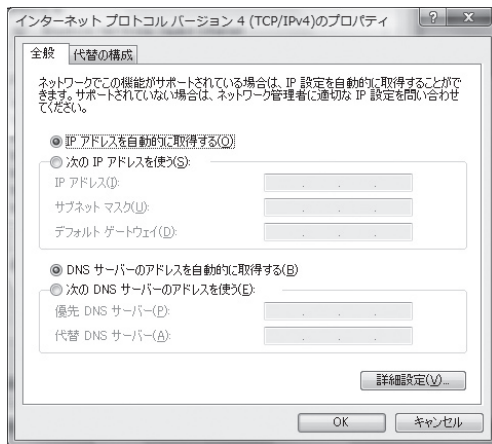 インターネット プロトコル バージョン 4 (TCP/IPv4)のプロパティ
全般
代替の構成
ネットワークでこの機能がサポートされている場合は、IP 設定を自動的に取得することがで
きます。サポートされていない場合は、ネットワーク管理者に適切な IP 設定を問い合わせ
てください。
IP アドレスを自動的に取得する(O)
次の IP アドレスを使う(S):
IP アドレス(I):
サブネット マスク(U):
デフォルト ゲートウェイ(D):
DNS サーバーのアドレスを自動的に取得する(B)
次の DNS サーバーのアドレスを使う(E):
優先 DNS サーバー(P):
代替 DNS サーバー(A):
詳細設定(V)...
OK
キャンセル